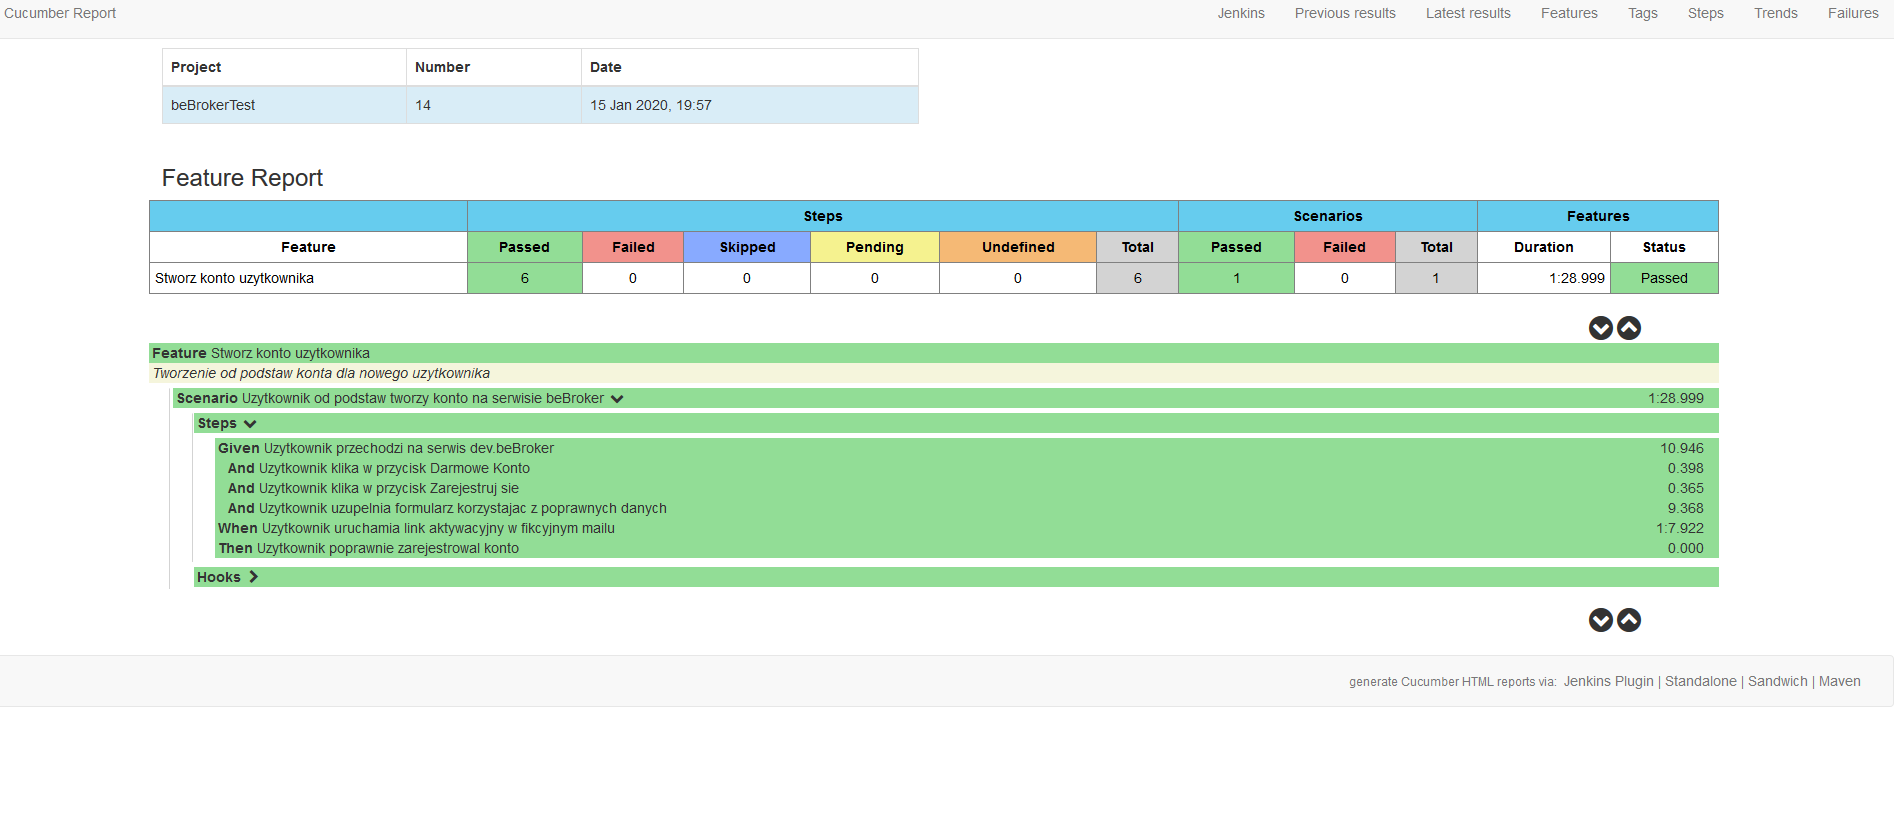 Cucumber Report Jenkins Previous results Latest results Features Tags Steps Trends Failures
Project Number Date
beBrokerTest 14 15 Jan 2020, 19:57
Feature Report
Steps Scenarios Features
Feature Passed Failed Skipped Pending Undefined Total Passed Failed Total Duration Status
Stworz konto uzytkownika 6 0 0 0 0 6 1 0 1 1:28.999 Passed
Feature Stworz konto uzytkownika
Tworzenie od podstaw konta dla nowego uzytkownika
Scenario Uzytkownik od podstaw tworzy konto na serwisie beBroker 1:28.999
Steps
Given Uzytkownik przechodzi na serwis dev.beBroker 10.946
And Uzytkownik klika w przycisk Darmowe Konto 0.398
And Uzytkownik klika w przycisk Zarejestruj sie 0.365
And Uzytkownik uzupelnia formularz korzystajac z poprawnych danych 9.368
When Uzytkownik uruchamia link aktywacyjny w fikcyjnym mailu 1:7.922
Then Uzytkownik poprawnie zarejestrowal konto 0.000
Hooks
generate Cucumber HTML reports via: Jenkins Plugin | Standalone | Sandwich | Maven